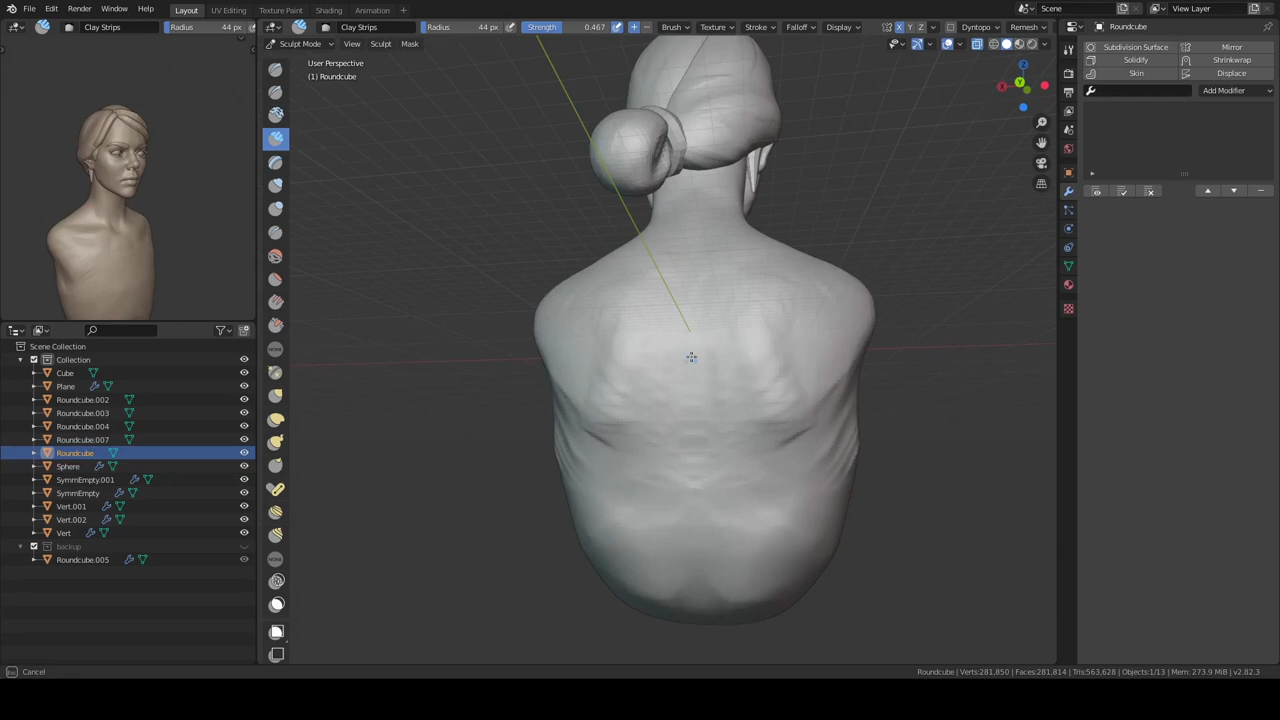 File Edit Render Window Help Layout UV Editing Texture Paint Shading Animation + Scene View Layer
Clay Strips Radius 44 px Clay Strips Radius 44 px Strength 0.467 Brush Texture Stroke Falloff Display X Y Z Dyntopo Remesh Roundcube
Sculpt Mode View Sculpt Mask
Subdivision Surface Mirror
Solidify Shrinkwrap
Skin Displace
Add Modifier
User Perspective
(1) Roundcube
Z
X
Y
NONE
NONE
Scene Collection
Collection
Cube
Plane
Roundcube.002
Roundcube.003
Roundcube.004
Roundcube.007
Roundcube
Sphere
SymmEmpty.001
SymmEmpty
Vert.001
Vert.002
Vert
backup
Roundcube.005
Esc Cancel
Roundcube | Verts:281,850 | Faces:281,814 | Tris:563,628 | Objects:1/13 | Mem: 273.9 MiB | v2.82.3